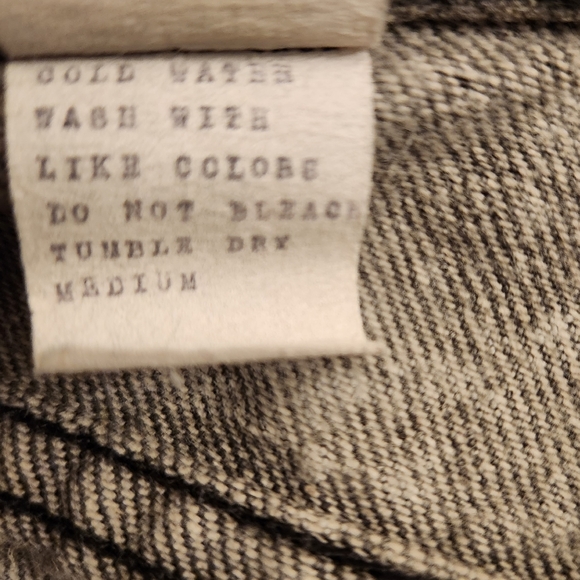 COLD WATER
WASH WITH
LIKE COLORS
DO NOT BLEACH
TUMBLE DRY
MEDIUM